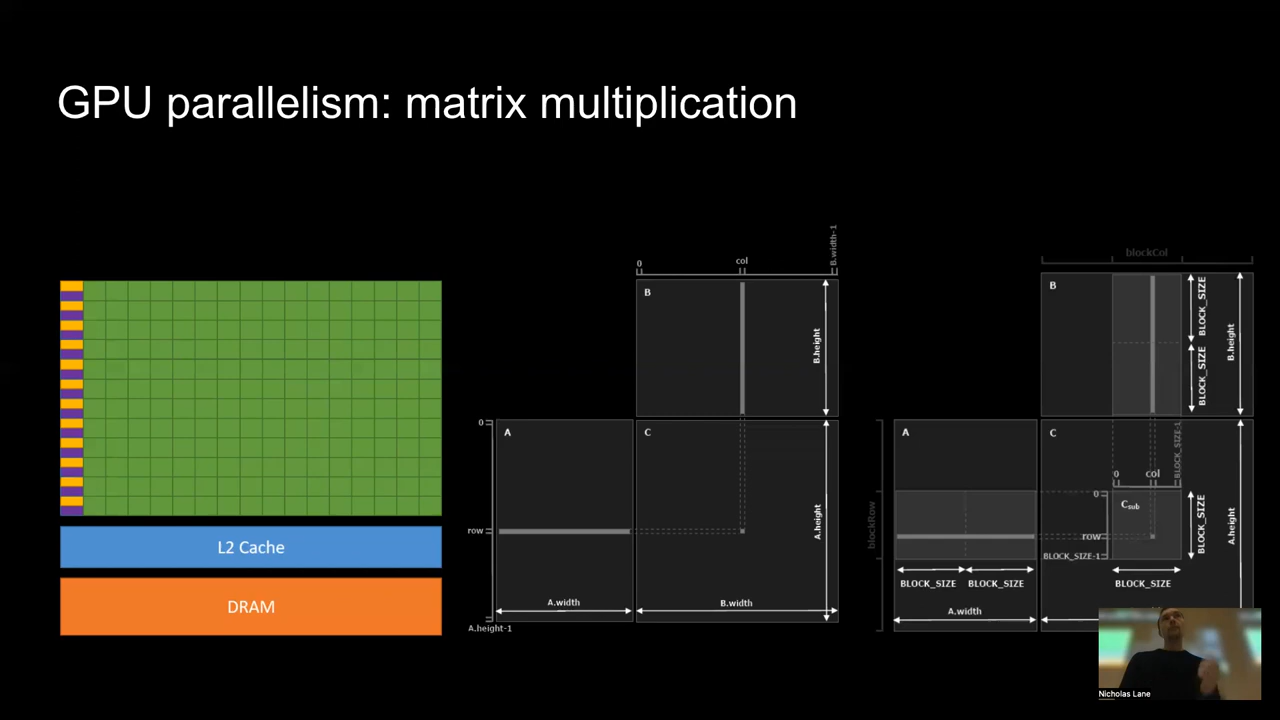 GPU parallelism: matrix multiplication
L2 Cache
DRAM
0
col
B.width-1
B
B.height
0
A
C
row
A.height
A.width
B.width
A.height-1
blockCol
B
BLOCK_SIZE
BLOCK_SIZE
B.height
A
C
BLOCK_SIZE-1
0
col
blockRow
0
Csub
row
BLOCK_SIZE-1
BLOCK_SIZE
A.height
BLOCK_SIZE
BLOCK_SIZE
BLOCK_SIZE
A.width
Nicholas Lane